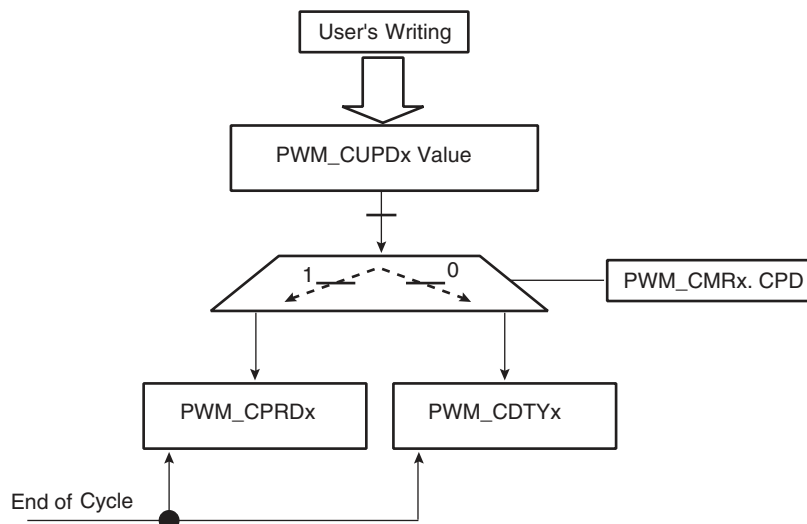 User's Writing
PWM_CUPDx Value
1
0
PWM_CMRx. CPD
PWM_CPRDx
PWM_CDTYx
End of Cycle